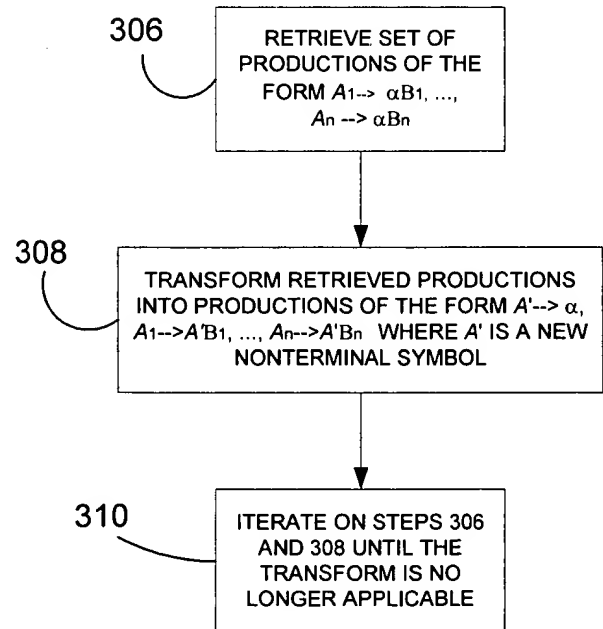 306
RETRIEVE SET OF
PRODUCTIONS OF THE
FORM A1--> αB1, ...,
An --> αBn
308
TRANSFORM RETRIEVED PRODUCTIONS
INTO PRODUCTIONS OF THE FORM A'--> α,
A1-->A'B1, ..., An-->A'Bn WHERE A' IS A NEW
NONTERMINAL SYMBOL
310
ITERATE ON STEPS 306
AND 308 UNTIL THE
TRANSFORM IS NO
LONGER APPLICABLE